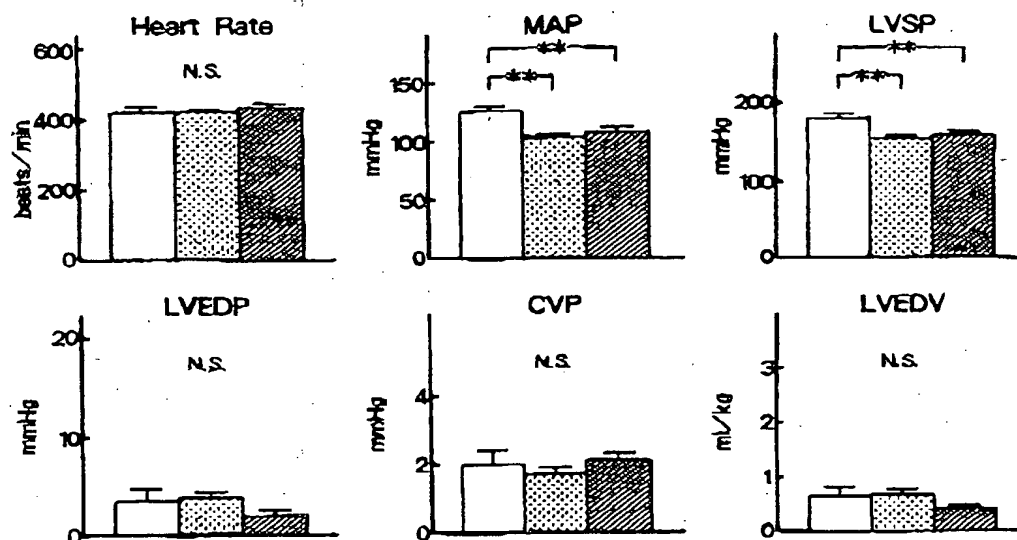 Heart Rate
600
400
200
0
beats/min
N.S.
MAP
150
100
50
0
mmHg
**
**
LVSP
200
100
0
mmHg
**
**
LVEDP
20
10
0
mmHg
N.S.
CVP
4
2
0
mmHg
N.S.
LVEDV
3
2
1
0
ml/kg
N.S.